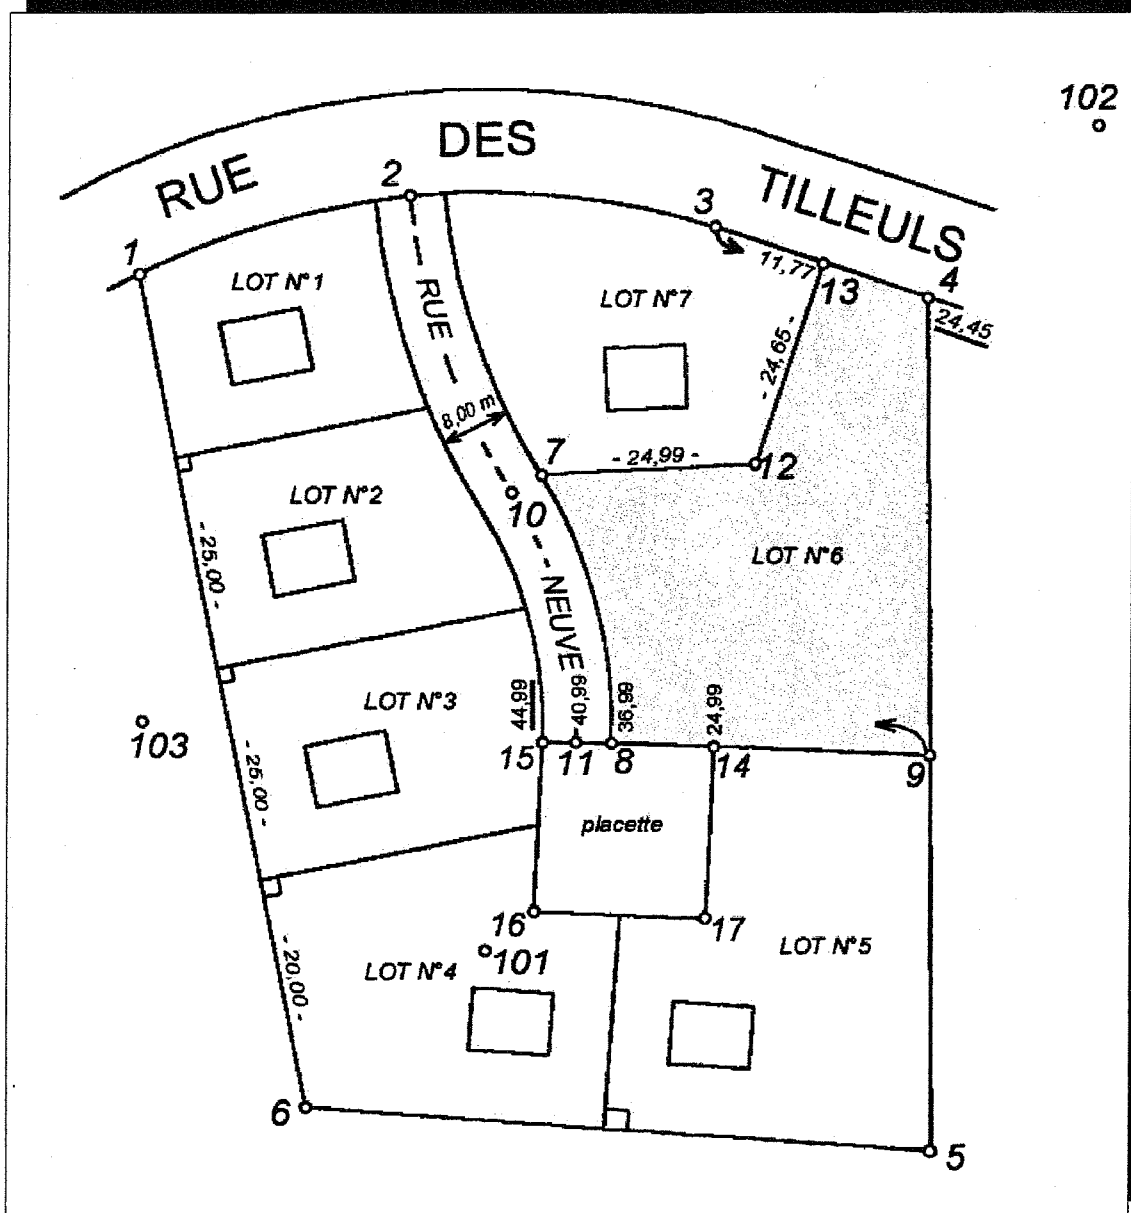 102
RUE DES TILLEULS
2
3
1
4
LOT N°1
LOT N°7
11,77
13
24,45
RUE
- 24,65 -
8,00 m
7
- 24,99 -
12
LOT N°2
10
- 25,00 -
LOT N°6
NEUVE
LOT N°3
44,99
40,99
36,99
24,99
103
15
11
8
14
9
- 25,00 -
placette
16
17
101
LOT N°4
LOT N°5
- 20,00 -
6
5